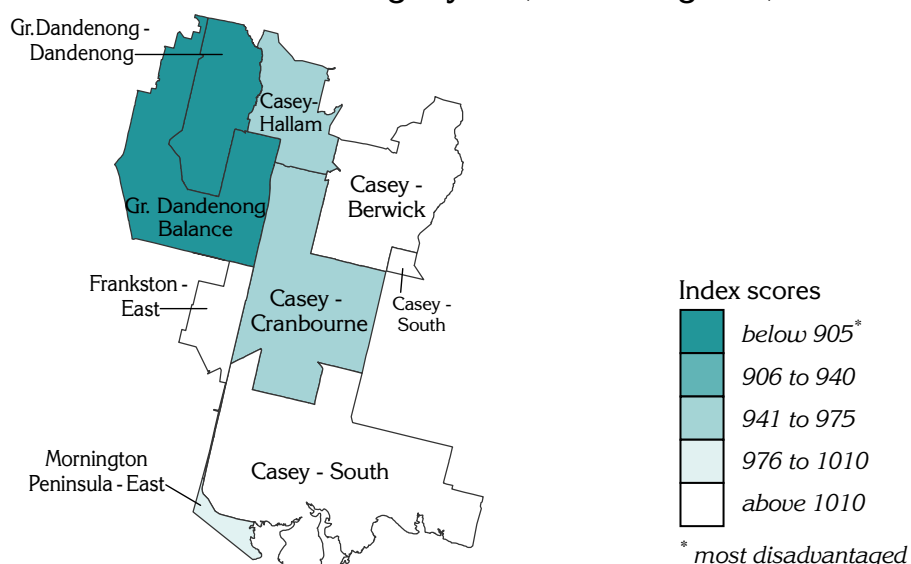 Gr.Dandenong -
Dandenong
Casey-
Hallam
Casey -
Berwick
Gr. Dandenong
Balance
Frankston -
East
Casey -
Cranbourne
Casey -
South
Mornington
Peninsula - East
Casey - South
Index scores
below 905*
906 to 940
941 to 975
976 to 1010
above 1010
* most disadvantaged